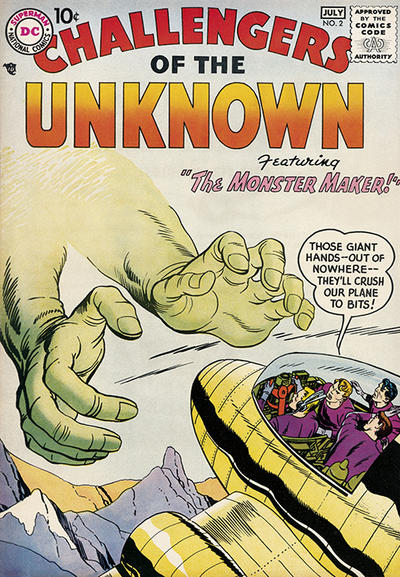 SUPERMAN
DC
NATIONAL COMICS
10¢
CHALLENGERS
OF THE
UNKNOWN
JULY
NO. 2
APPROVED
BY THE
COMICS
CODE
AUTHORITY
Featuring
"The MONSTER MAKER!"
THOSE GIANT
HANDS--OUT OF
NOWHERE--
THEY'LL CRUSH
OUR PLANE
TO BITS!